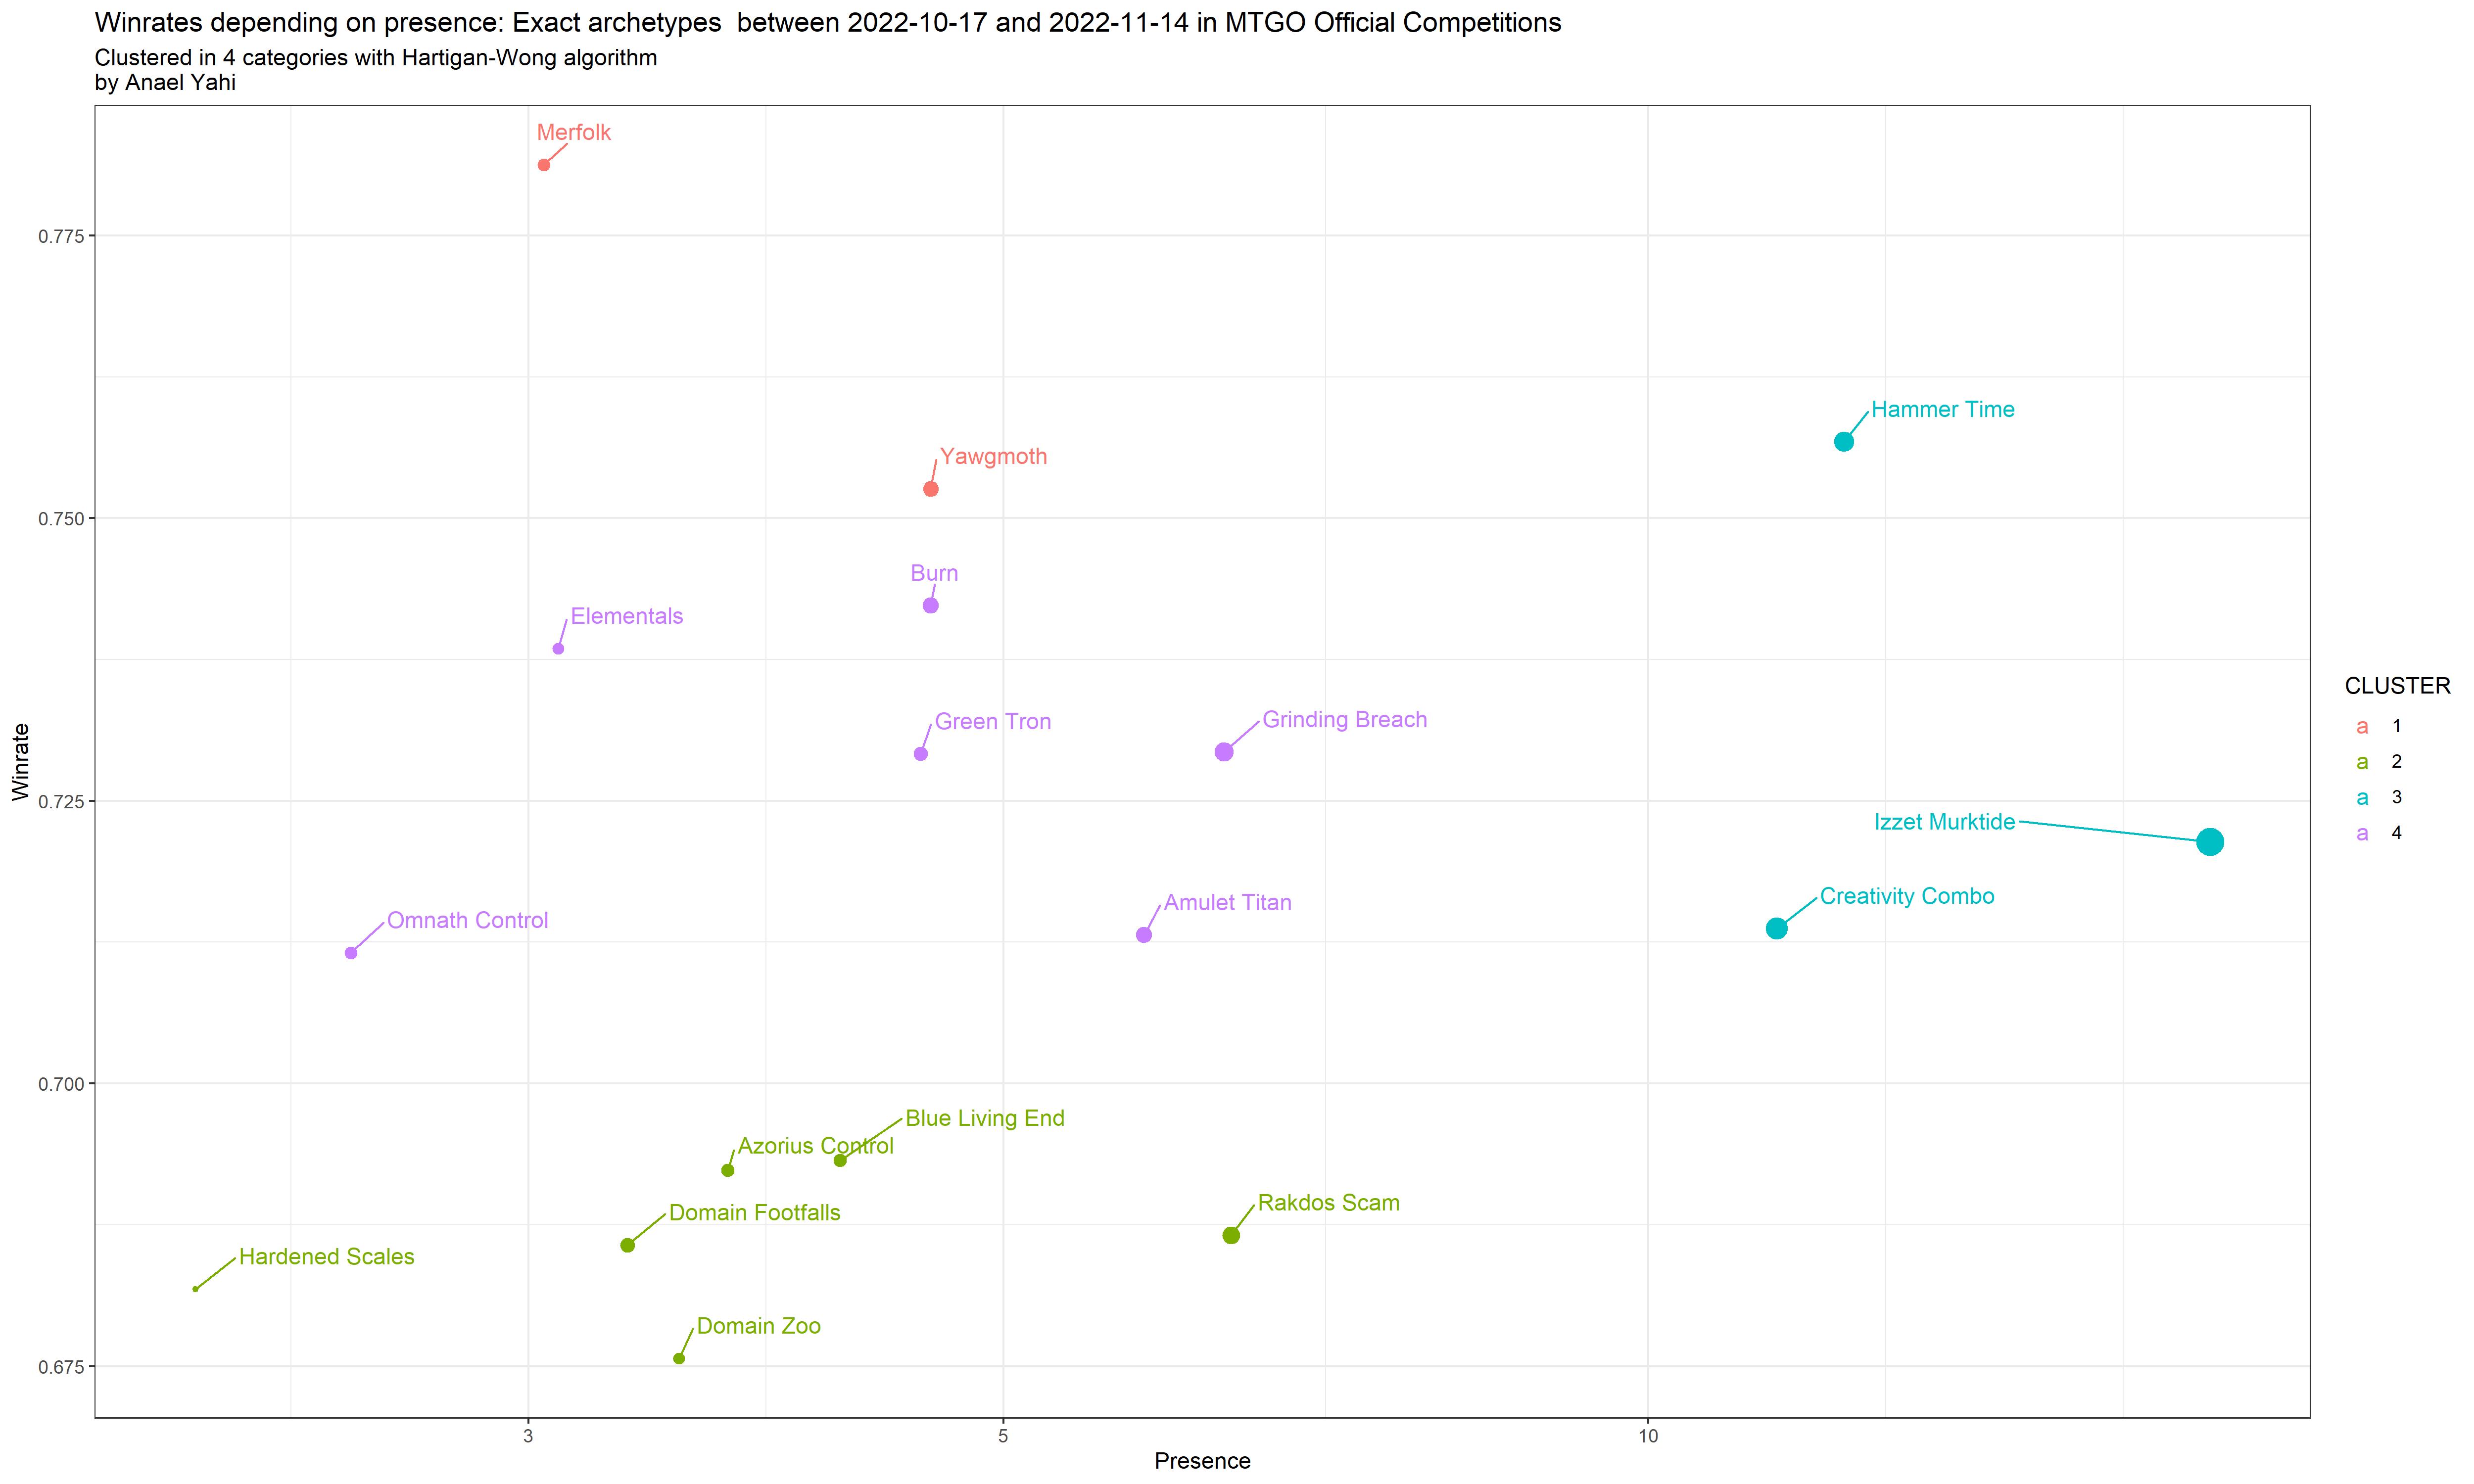 Winrates depending on presence: Exact archetypes  between 2022-10-17 and 2022-11-14 in MTGO Official Competitions
Clustered in 4 categories with Hartigan-Wong algorithm
by Anael Yahi
Merfolk
0.775
Hammer Time
Yawgmoth
0.750
Burn
Elementals
Green Tron
Grinding Breach
CLUSTER
a 1
a 2
a 3
a 4
Winrate
0.725
Izzet Murktide
Creativity Combo
Amulet Titan
Omnath Control
0.700
Blue Living End
Azorius Control
Rakdos Scam
Domain Footfalls
Hardened Scales
Domain Zoo
0.675
3
5
10
Presence